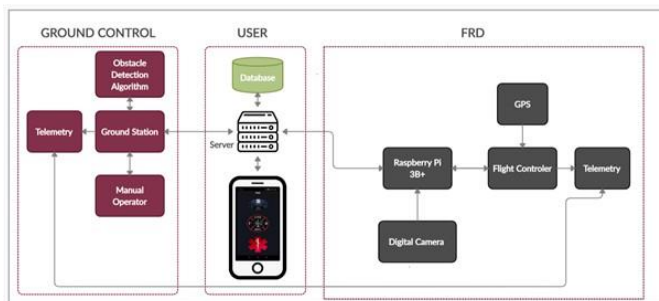 GROUND CONTROL
USER
FRD
Obstacle
Detection
Algorithm
Telemetry
Ground Station
Manual
Operator
Database
Server
GPS
Raspberry Pi
3B+
Flight Controler
Telemetry
Digital Camera